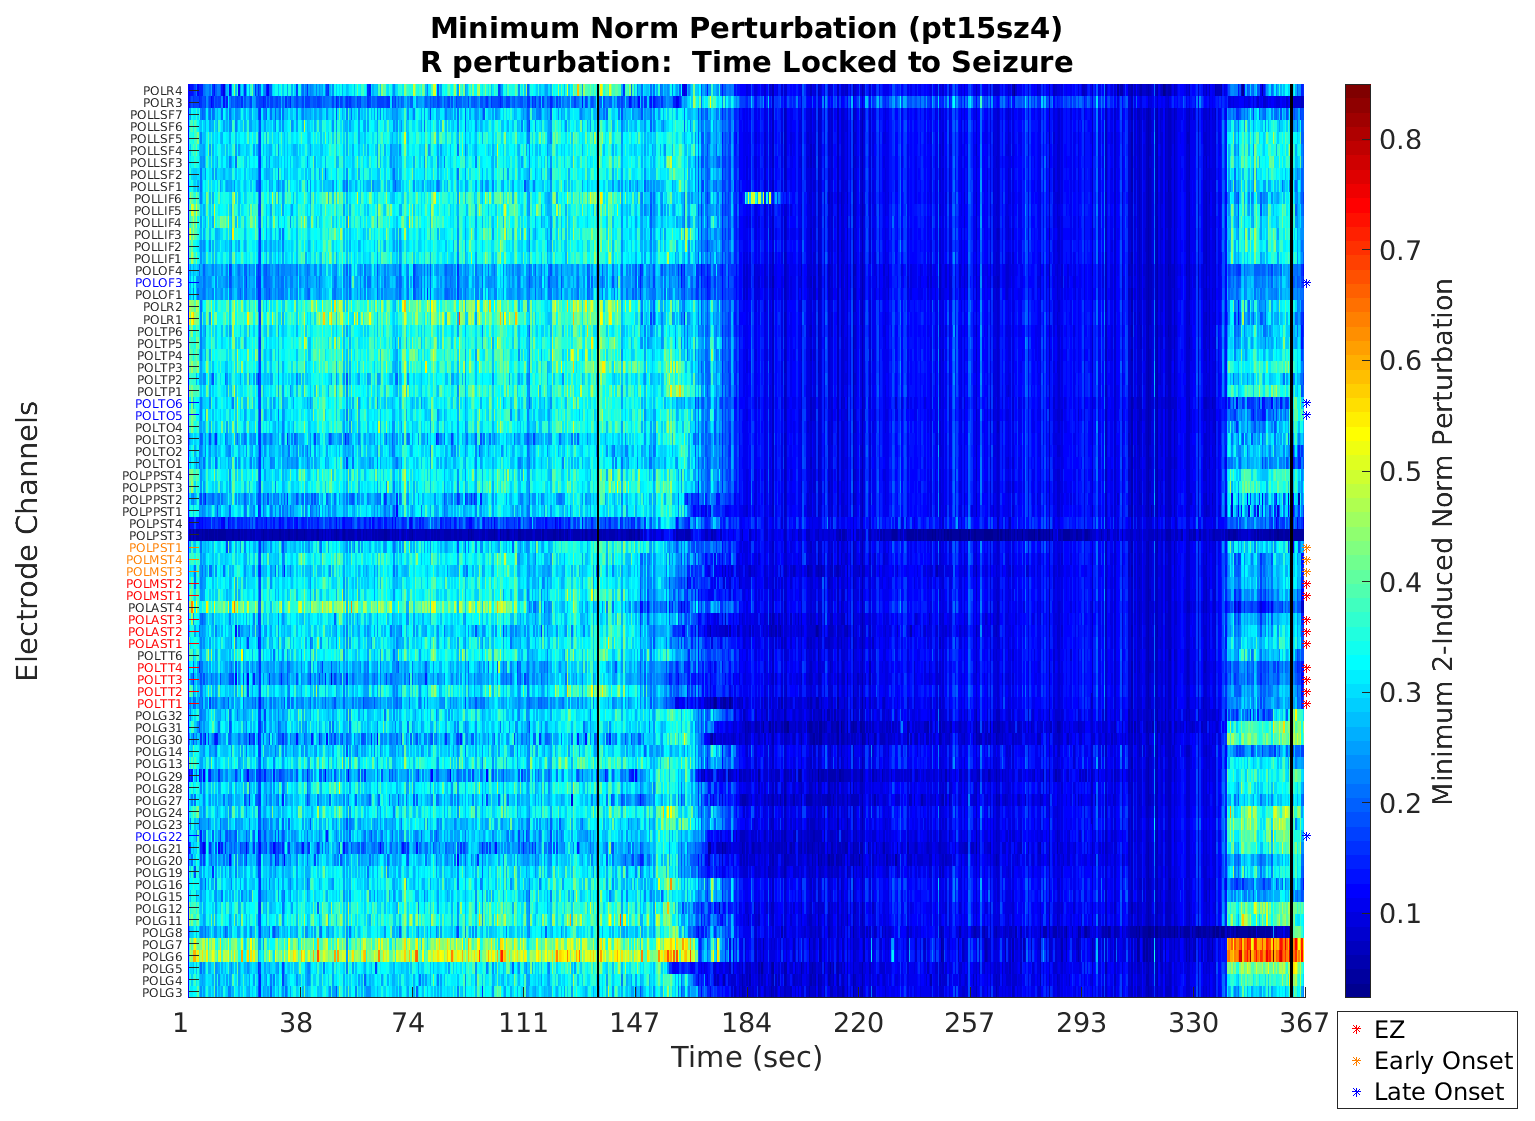 Minimum Norm Perturbation (pt15sz4)
R perturbation:  Time Locked to Seizure
Electrode Channels
POLR4
POLR3
POLLSF7
POLLSF6
POLLSF5
POLLSF4
POLLSF3
POLLSF2
POLLSF1
POLLIF6
POLLIF5
POLLIF4
POLLIF3
POLLIF2
POLLIF1
POLOF4
POLOF3
POLOF1
POLR2
POLR1
POLTP6
POLTP5
POLTP4
POLTP3
POLTP2
POLTP1
POLTO6
POLTO5
POLTO4
POLTO3
POLTO2
POLTO1
POLPPST4
POLPPST3
POLPPST2
POLPPST1
POLPST4
POLPST3
POLPST1
POLMST4
POLMST3
POLMST2
POLMST1
POLAST4
POLAST3
POLAST2
POLAST1
POLTT6
POLTT4
POLTT3
POLTT2
POLTT1
POLG32
POLG31
POLG30
POLG14
POLG13
POLG29
POLG28
POLG27
POLG24
POLG23
POLG22
POLG21
POLG20
POLG19
POLG16
POLG15
POLG12
POLG11
POLG8
POLG7
POLG6
POLG5
POLG4
POLG3
1 38 74 111 147 184 220 257 293 330 367
Time (sec)
0.8
0.7
0.6
0.5
0.4
0.3
0.2
0.1
Minimum 2-Induced Norm Perturbation
EZ
Early Onset
Late Onset